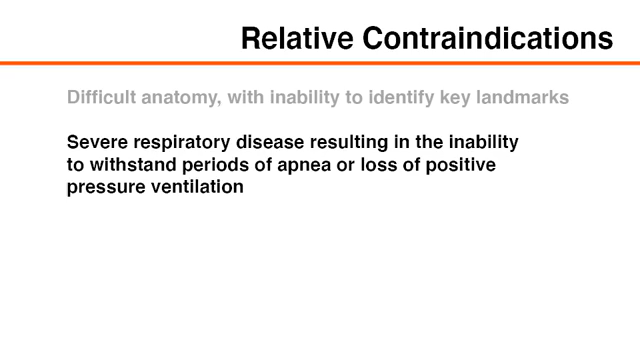 Relative Contraindications
Difficult anatomy, with inability to identify key landmarks
Severe respiratory disease resulting in the inability
to withstand periods of apnea or loss of positive
pressure ventilation